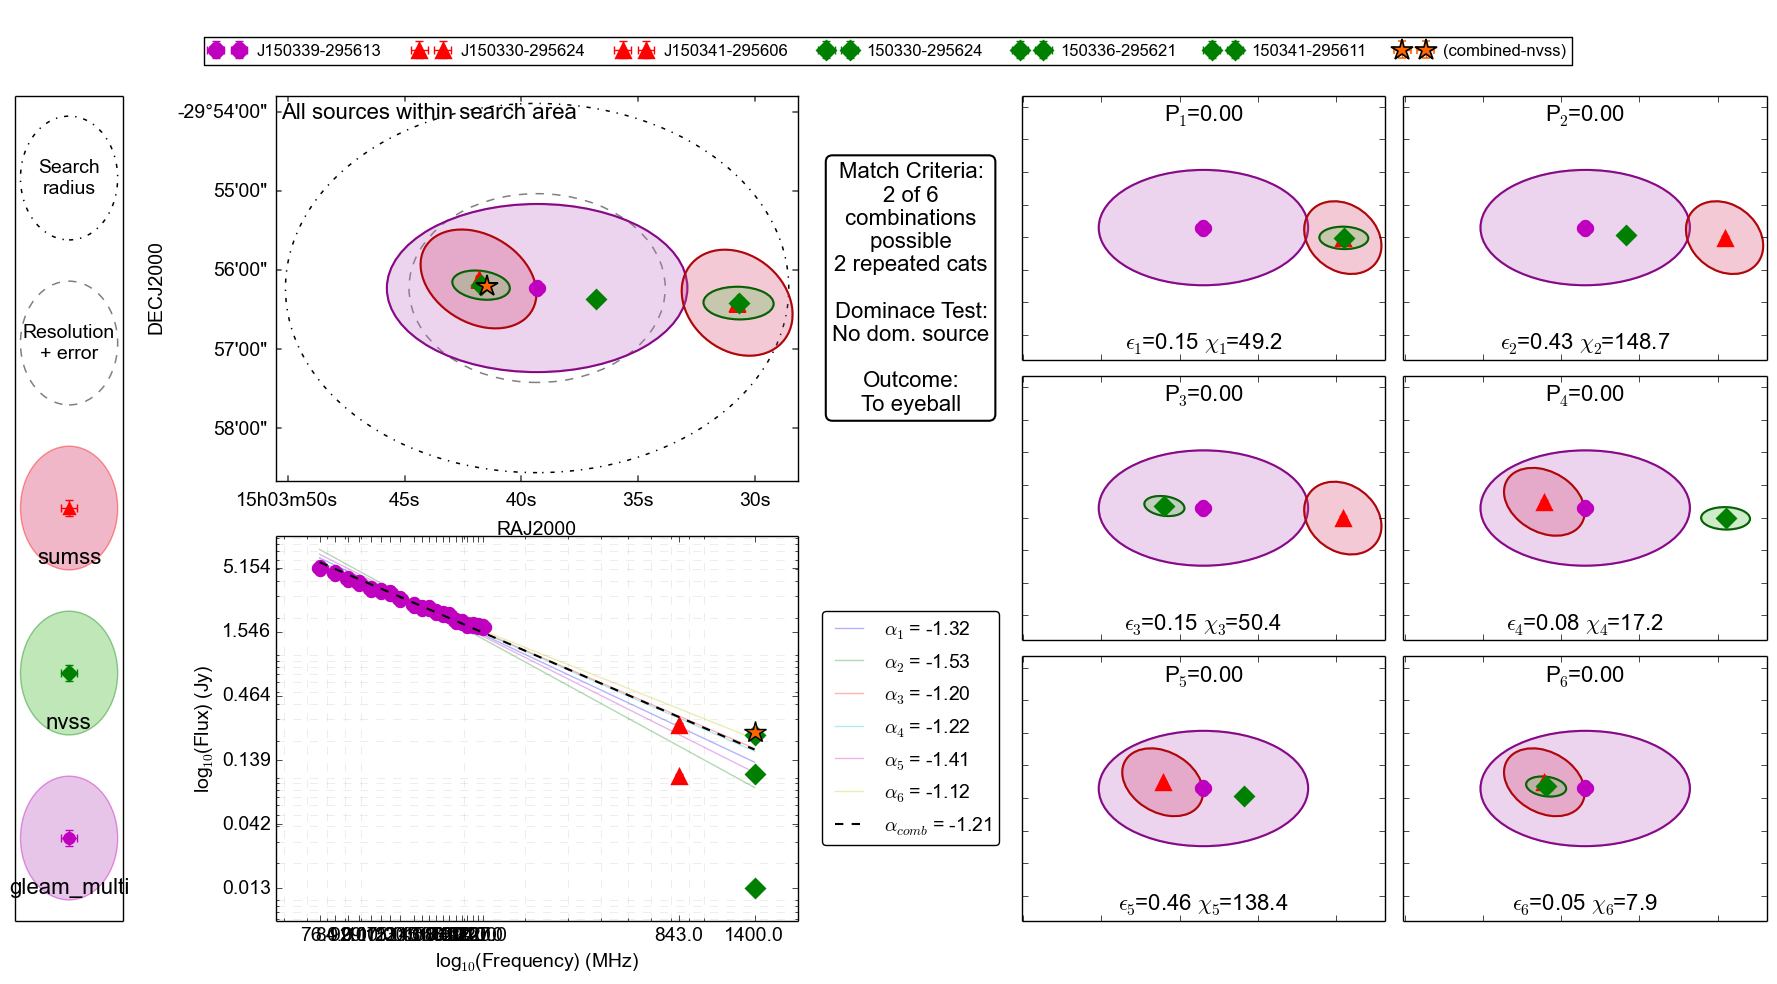 J150339-295613 J150330-295624 J150341-295606 150330-295624 150336-295621 150341-295611 (combined-nvss)
Search
radius
Resolution
+ error
sumss
nvss
gleam_multi
All sources within search area
-29°54'00"
55'00"
56'00"
57'00"
58'00"
DECJ2000
15h03m50s 45s 40s 35s 30s
RAJ2000
Match Criteria:
2 of 6
combinations
possible
2 repeated cats
Dominace Test:
No dom. source
Outcome:
To eyeball
5.154
1.546
0.464
0.139
0.042
0.013
log10(Flux) (Jy)
843.0 1400.0
log10(Frequency) (MHz)
α1 = -1.32
α2 = -1.53
α3 = -1.20
α4 = -1.22
α5 = -1.41
α6 = -1.12
αcomb = -1.21
P1=0.00
ϵ1=0.15 χ1=49.2
P2=0.00
ϵ2=0.43 χ2=148.7
P3=0.00
ϵ3=0.15 χ3=50.4
P4=0.00
ϵ4=0.08 χ4=17.2
P5=0.00
ϵ5=0.46 χ5=138.4
P6=0.00
ϵ6=0.05 χ6=7.9